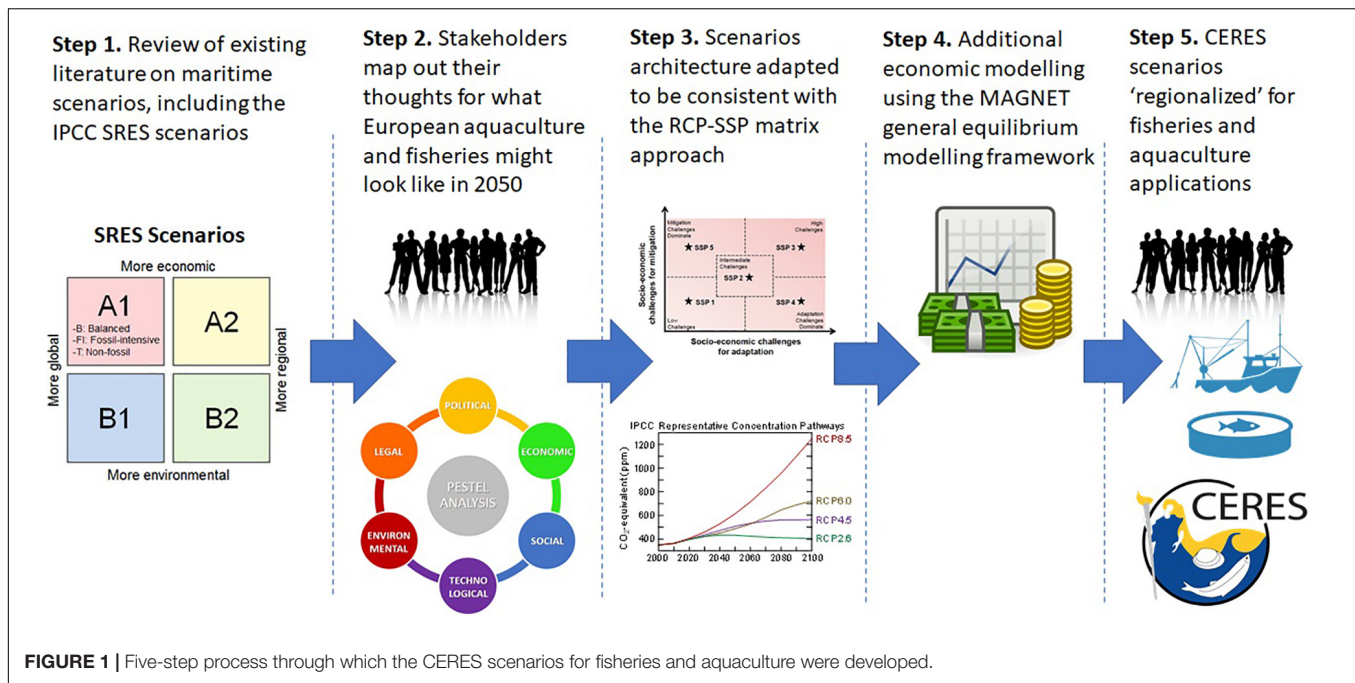 Step 1. Review of existing
literature on maritime
scenarios, including the
IPCC SRES scenarios
SRES Scenarios
More economic
More global
A1
-B: Balanced
-FI: Fossil-intensive
-T: Non-fossil
A2
B1
B2
More regional
More environmental
Step 2. Stakeholders
map out their
thoughts for what
European aquaculture
and fisheries might
look like in 2050
POLITICAL
LEGAL
ECONOMIC
PESTEL
ANALYSIS
ENVIRON
MENTAL
SOCIAL
TECHNO
LOGICAL
Step 3. Scenarios
architecture adapted
to be consistent with
the RCP-SSP matrix
approach
Socio-economic
challenges for mitigation
Mitigation
Challenges
Dominate
High
Challenges
SSP 5
SSP 3
Intermediate
Challenges
SSP 2
SSP 1
SSP 4
Low
Challenges
Adaptation
Challenges
Dominate
Socio-economic challenges
for adaptation
IPCC Representative Concentration Pathways
CO2-equivalent(ppm)
1200
1000
800
600
400
RCP8.5
RCP6.0
RCP4.5
RCP2.6
2000 2020 2040 2060 2080 2100
Step 4. Additional
economic modelling
using the MAGNET
general equilibrium
modelling framework
Step 5. CERES
scenarios
‘regionalized’ for
fisheries and
aquaculture
applications
CERES
FIGURE 1 | Five-step process through which the CERES scenarios for fisheries and aquaculture were developed.